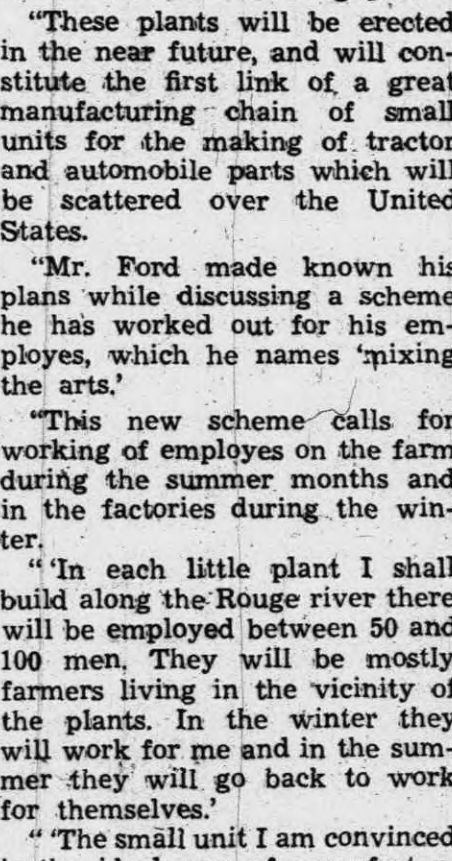 "These plants will be erected
in the near future, and will con-
stitute the first link of a great
manufacturing chain of small
units for the making of tractor
and automobile parts which will
be scattered over the United
States.
"Mr. Ford made known his
plans while discussing a scheme
he has worked out for his em-
ployes, which he names 'mixing
the arts.'
"This new scheme calls for
working of employes on the farm
during the summer months and
in the factories during the win-
ter.
" 'In each little plant I shall
build along the Rouge river there
will be employed between 50 and
100 men. They will be mostly
farmers living in the vicinity of
the plants. In the winter they
will work for me and in the sum-
mer they will go back to work
for themselves.'
" 'The small unit I am convinced